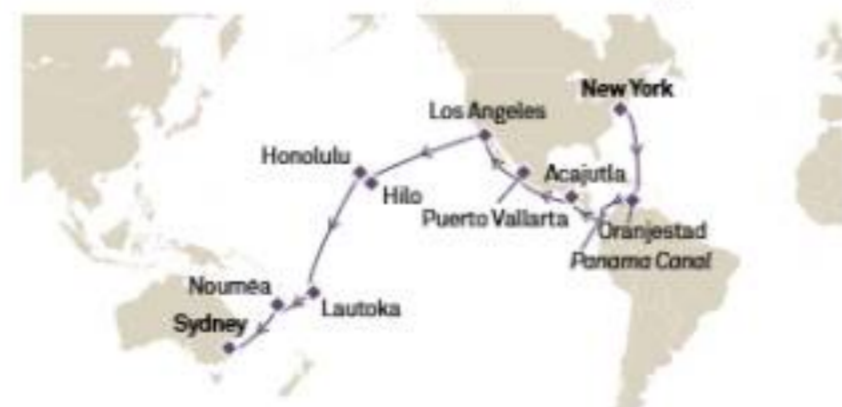 New York
Los Angeles
Honolulu
Acajutla
Hilo
Puerto Vallarta
Oranjestad
Panama Canal
Nouméa
Lautoka
Sydney